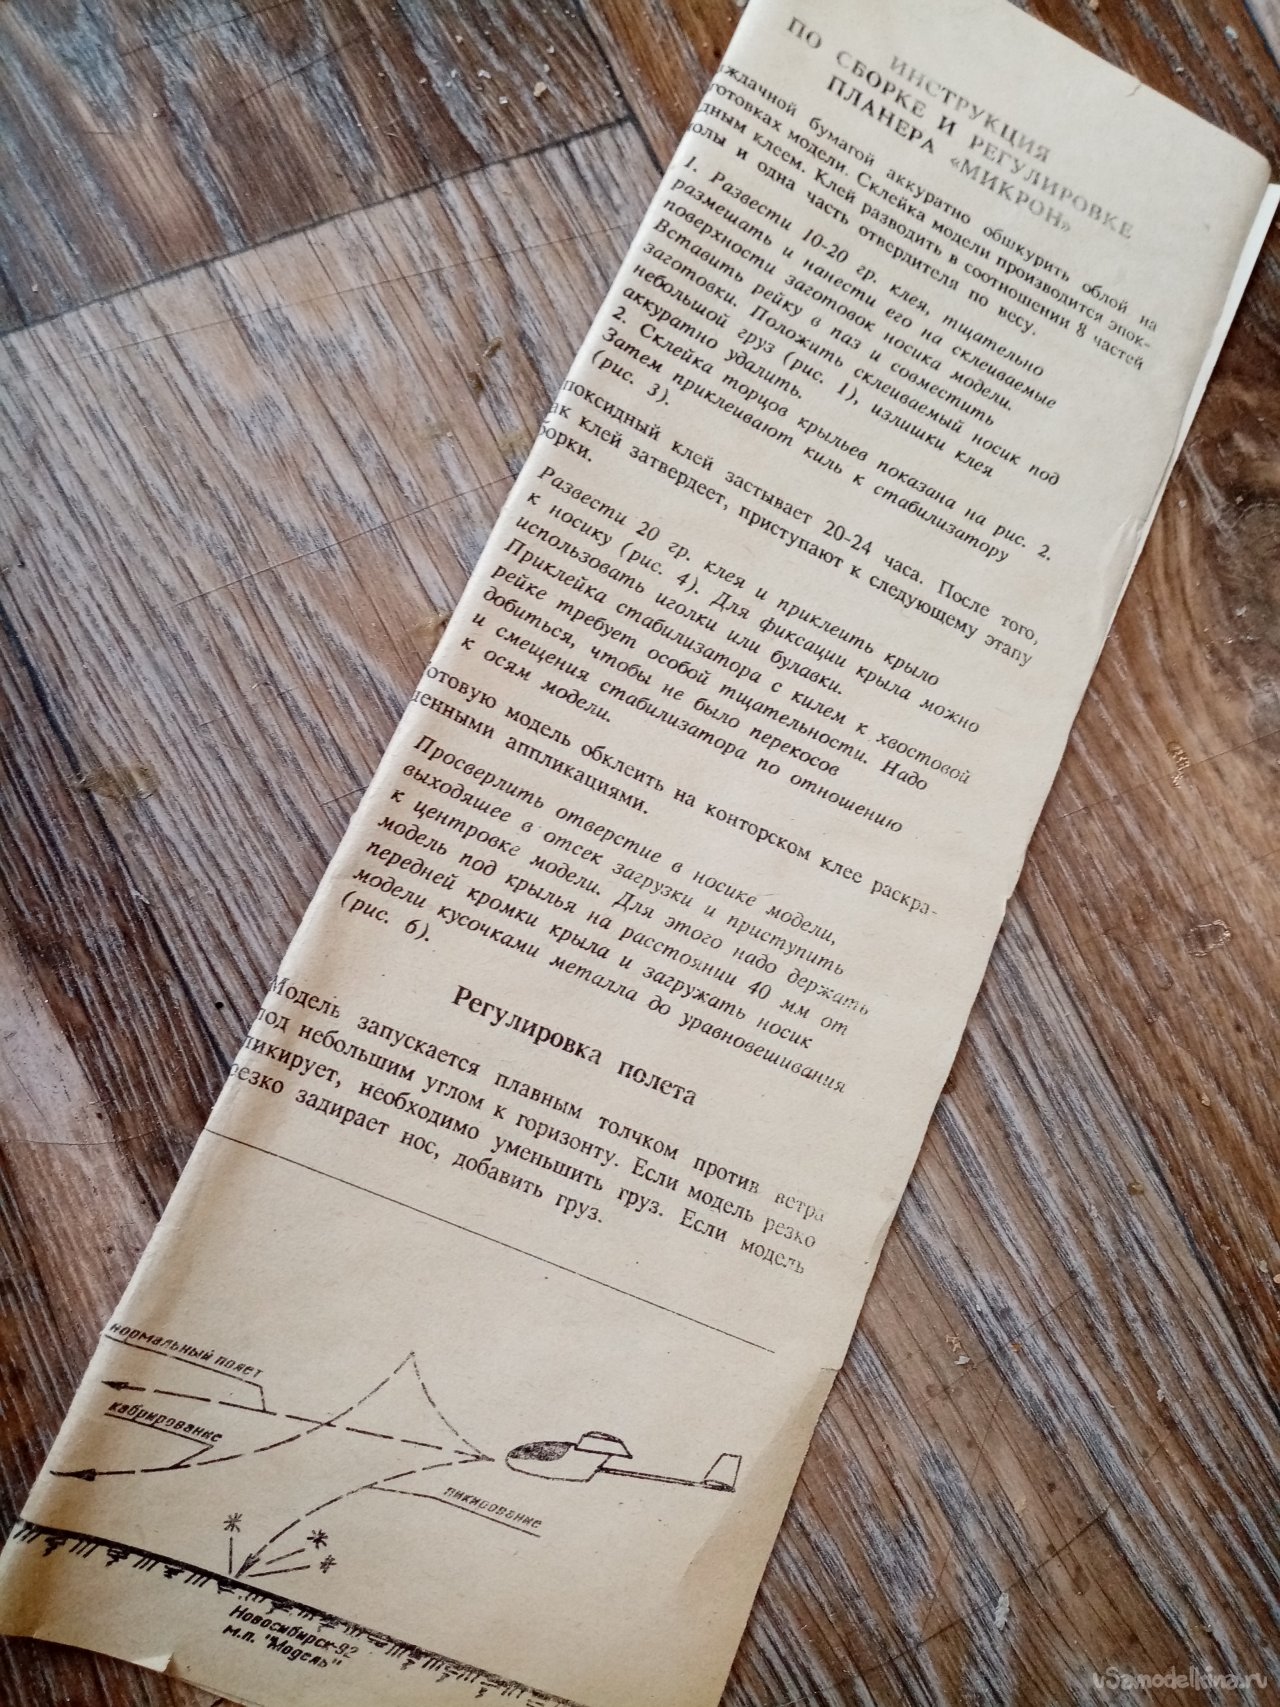 ИНСТРУКЦИЯ
ПО СБОРКЕ И РЕГУЛИРОВКЕ
ПЛАНЕРА «МИКРОН»
ждачной бумагой аккуратно обшкурить облой на
готовках модели. Склейка модели производится эпок-
дным клеем. Клей разводить в соотношении 8 частей
олы и одна часть отвердителя по весу.
1. Развести 10-20 гр. клея, тщательно
размешать и нанести его на склеиваемые
поверхности заготовок носика модели.
Вставить рейку в паз и совместить
заготовки. Положить склеиваемый носик под
небольшой груз (рис. 1), излишки клея
аккуратно удалить.
2. Склейка торцов крыльев показана на рис. 2.
Затем приклеивают киль к стабилизатору
(рис. 3).
поксидный клей застывает 20-24 часа. После того,
ак клей затвердеет, приступают к следующему этапу
борки.
Развести 20 гр. клея и приклеить крыло
к носику (рис. 4). Для фиксации крыла можно
использовать иголки или булавки.
Приклейка стабилизатора с килем к хвостовой
рейке требует особой тщательности. Надо
добиться, чтобы не было перекосов
и смещения стабилизатора по отношению
к осям модели.
отовую модель обклеить на конторском клее раскра-
шенными аппликациями.
Просверлить отверстие в носике модели,
выходящее в отсек загрузки и приступить
к центровке модели. Для этого надо держать
модель под крылья на расстоянии 40 мм от
передней кромки крыла и загружать носик
модели кусочками металла до уравновешивания
(рис. 6).
Регулировка полета
Модель запускается плавным толчком против ветра
под небольшим углом к горизонту. Если модель резко
пикирует, необходимо уменьшить груз. Если модель
резко задирает нос, добавить груз.
нормальный полет
кабрирование
пикирование
Новосибирск-92
м.п. "Модель"
vSamodelkina.ru